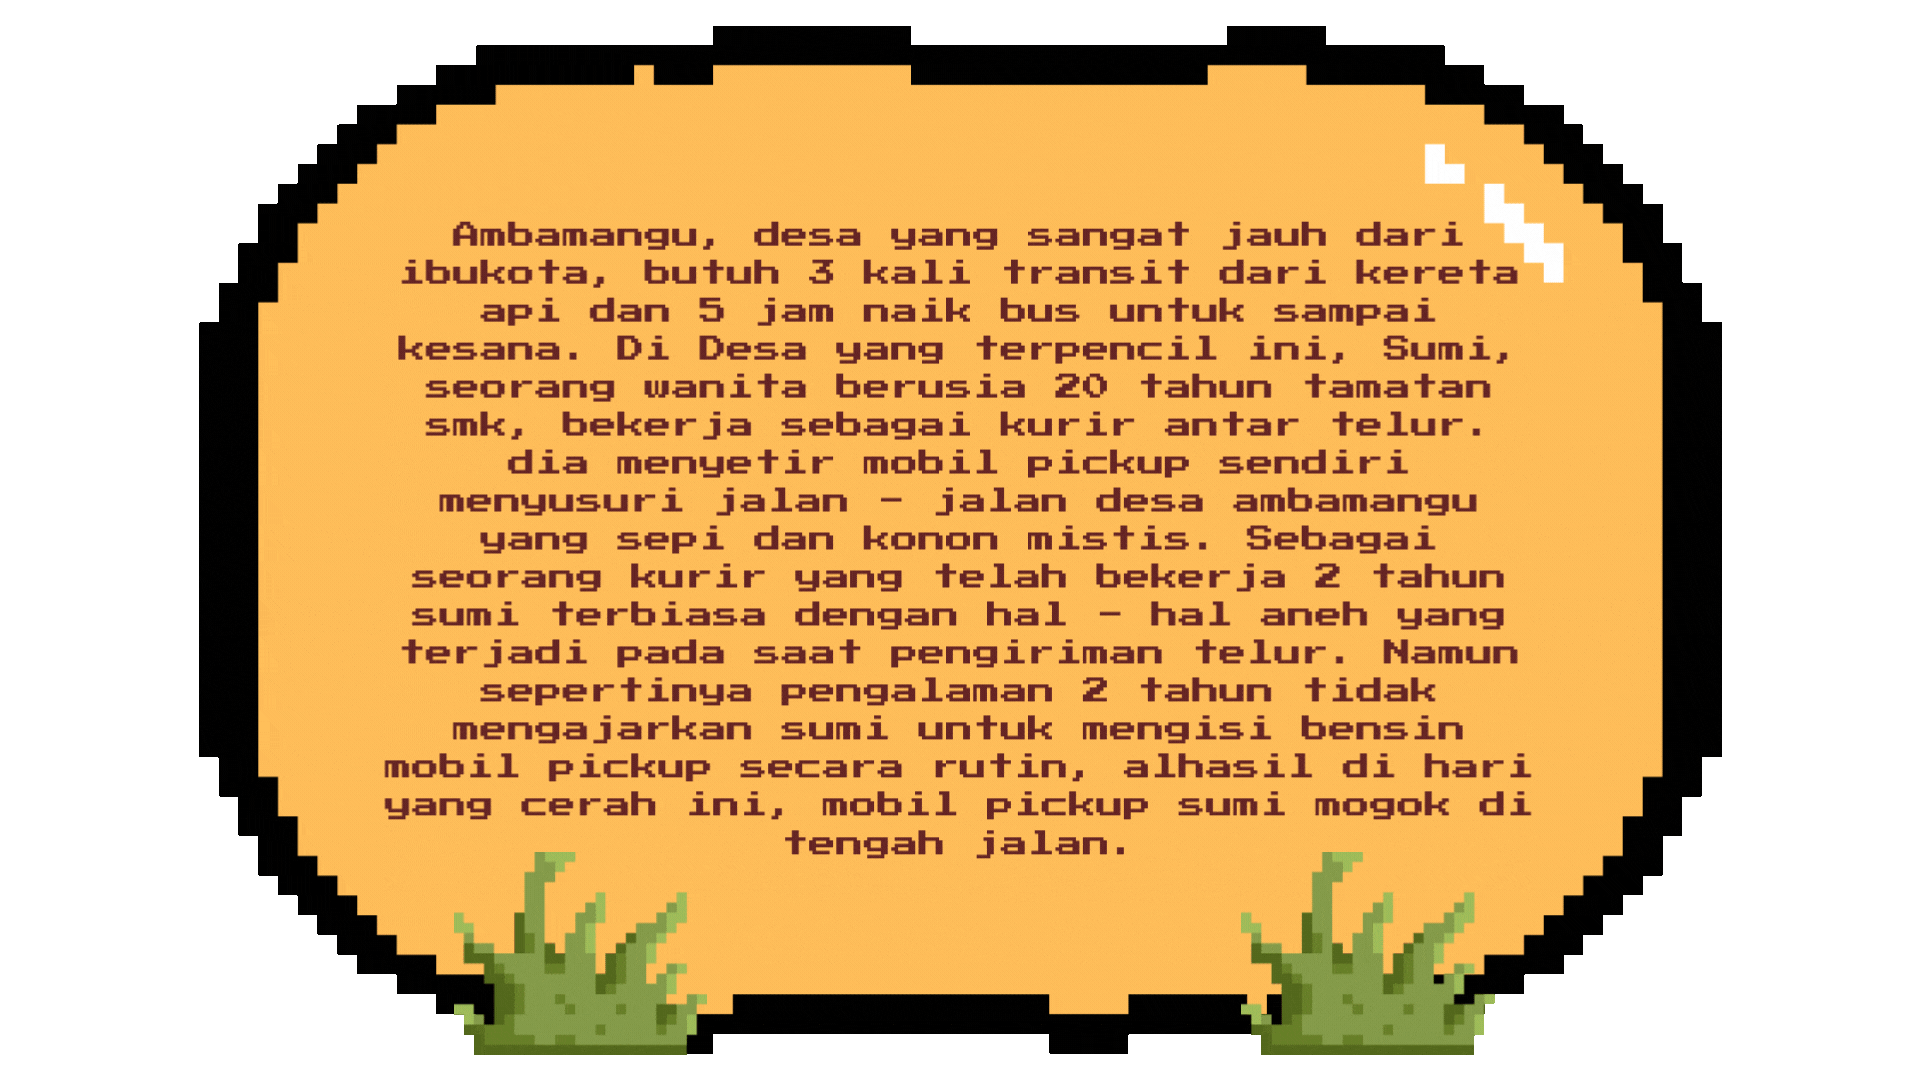 Ambamangu, desa yang sangat jauh dari
ibukota, butuh 3 kali transit dari kereta
api dan 5 jam naik bus untuk sampai
kesana. Di Desa yang terpencil ini, Sumi,
seorang wanita berusia 20 tahun tamatan
smk, bekerja sebagai kurir antar telur.
dia menyetir mobil pickup sendiri
menyusuri jalan - jalan desa ambamangu
yang sepi dan konon mistis. Sebagai
seorang kurir yang telah bekerja 2 tahun
sumi terbiasa dengan hal - hal aneh yang
terjadi pada saat pengiriman telur. Namun
sepertinya pengalaman 2 tahun tidak
mengajarkan sumi untuk mengisi bensin
mobil pickup secara rutin, alhasil di hari
yang cerah ini, mobil pickup sumi mogok di
tengah jalan.